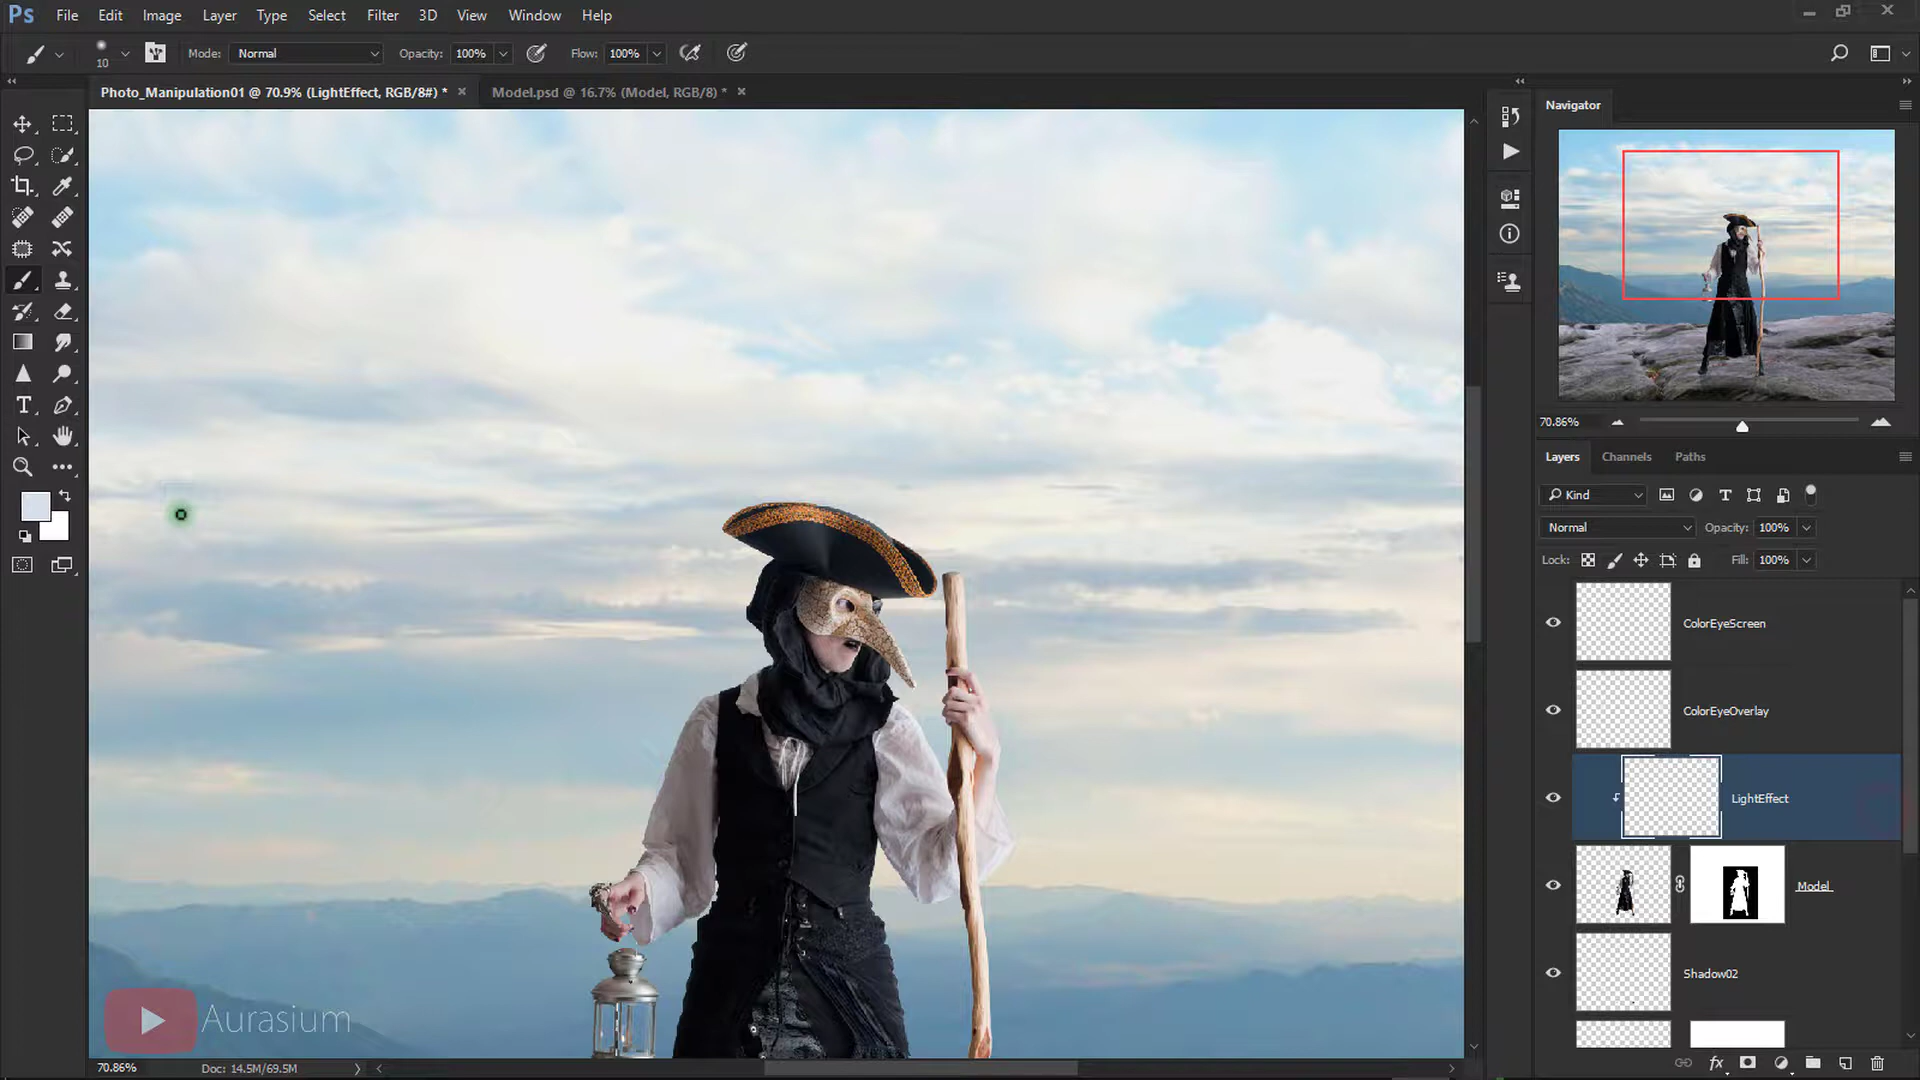 Ps File Edit Image Layer Type Select Filter 3D View Window Help
10 Mode: Normal Opacity: 100% Flow: 100%
Photo_Manipulation01 @ 70.9% (LightEffect, RGB/8#) * Model.psd @ 16.7% (Model, RGB/8) *
Navigator
70.86%
Layers Channels Paths
Kind
Normal Opacity: 100%
Lock: Fill: 100%
ColorEyeScreen
ColorEyeOverlay
LightEffect
Model
Shadow02
Aurasium
70.86% Doc: 14.5M/69.5M
fx